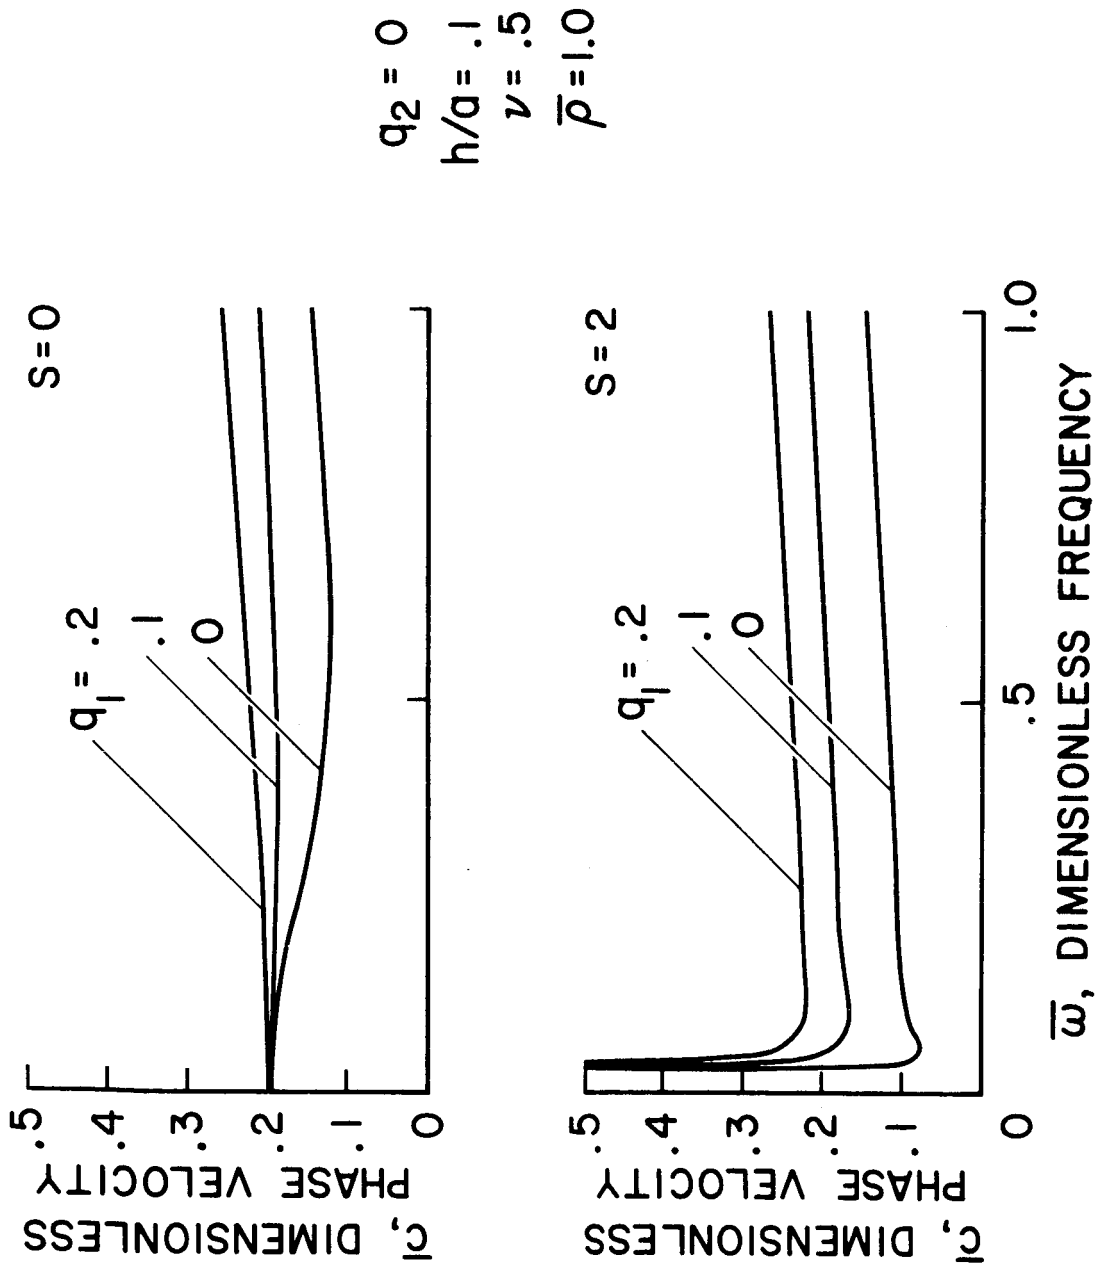 S = 0
.5
.4
.3
.2
.1
0
c̅, DIMENSIONLESS
PHASE VELOCITY
q₁ = .2
.1
0
S = 2
.5
.4
.3
.2
.1
0
c̅, DIMENSIONLESS
PHASE VELOCITY
q₁ = .2
.1
0
.5
1.0
ω̅, DIMENSIONLESS FREQUENCY
q₂ = 0
h/a = .1
ν = .5
ρ̅ = 1.0